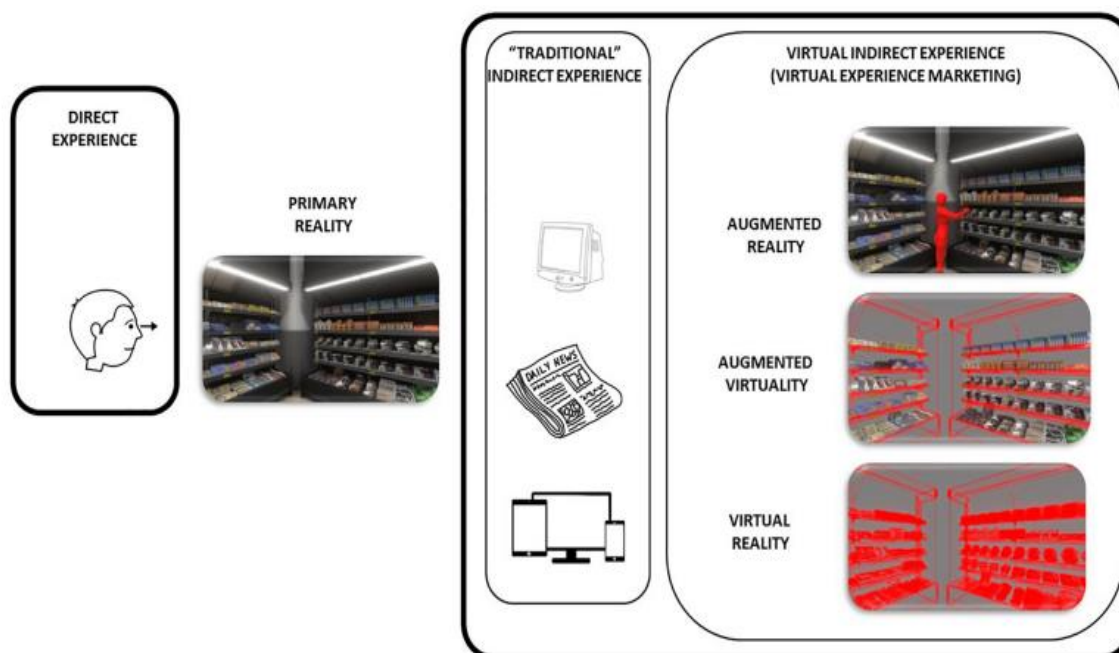 DIRECT
EXPERIENCE
PRIMARY
REALITY
“TRADITIONAL”
INDIRECT EXPERIENCE
DAILY NEWS
VIRTUAL INDIRECT EXPERIENCE
(VIRTUAL EXPERIENCE MARKETING)
AUGMENTED
REALITY
AUGMENTED
VIRTUALITY
VIRTUAL
REALITY